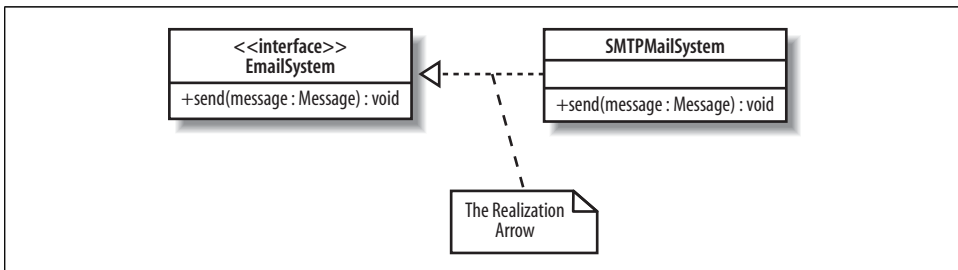 <<interface>>
EmailSystem
+send(message : Message) : void
SMTPMailSystem
+send(message : Message) : void
The Realization
Arrow